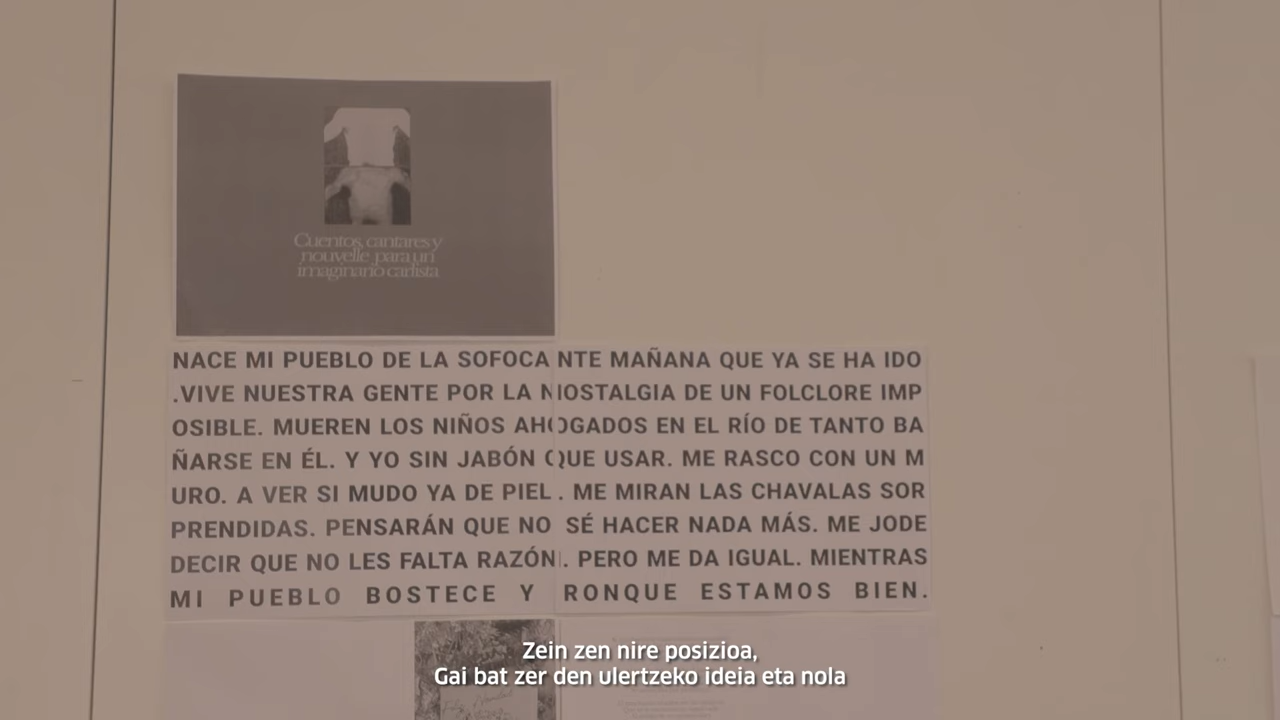 Cuentos, cantares y
nouvelle para un
imaginario carlista
NACE MI PUEBLO DE LA SOFOCANTE MAÑANA QUE YA SE HA IDO
.VIVE NUESTRA GENTE POR LA NOSTALGIA DE UN FOLCLORE IMP
OSIBLE. MUEREN LOS NIÑOS AHOGADOS EN EL RÍO DE TANTO BA
ÑARSE EN ÉL. Y YO SIN JABÓN QUE USAR. ME RASCO CON UN M
URO. A VER SI MUDO YA DE PIEL. ME MIRAN LAS CHAVALAS SOR
PRENDIDAS. PENSARÁN QUE NO SÉ HACER NADA MÁS. ME JODE
DECIR QUE NO LES FALTA RAZÓN. PERO ME DA IGUAL. MIENTRAS
MI PUEBLO BOSTECE Y RONQUE ESTAMOS BIEN.
Zein zen nire posizioa,
Gai bat zer den ulertzeko ideia eta nola